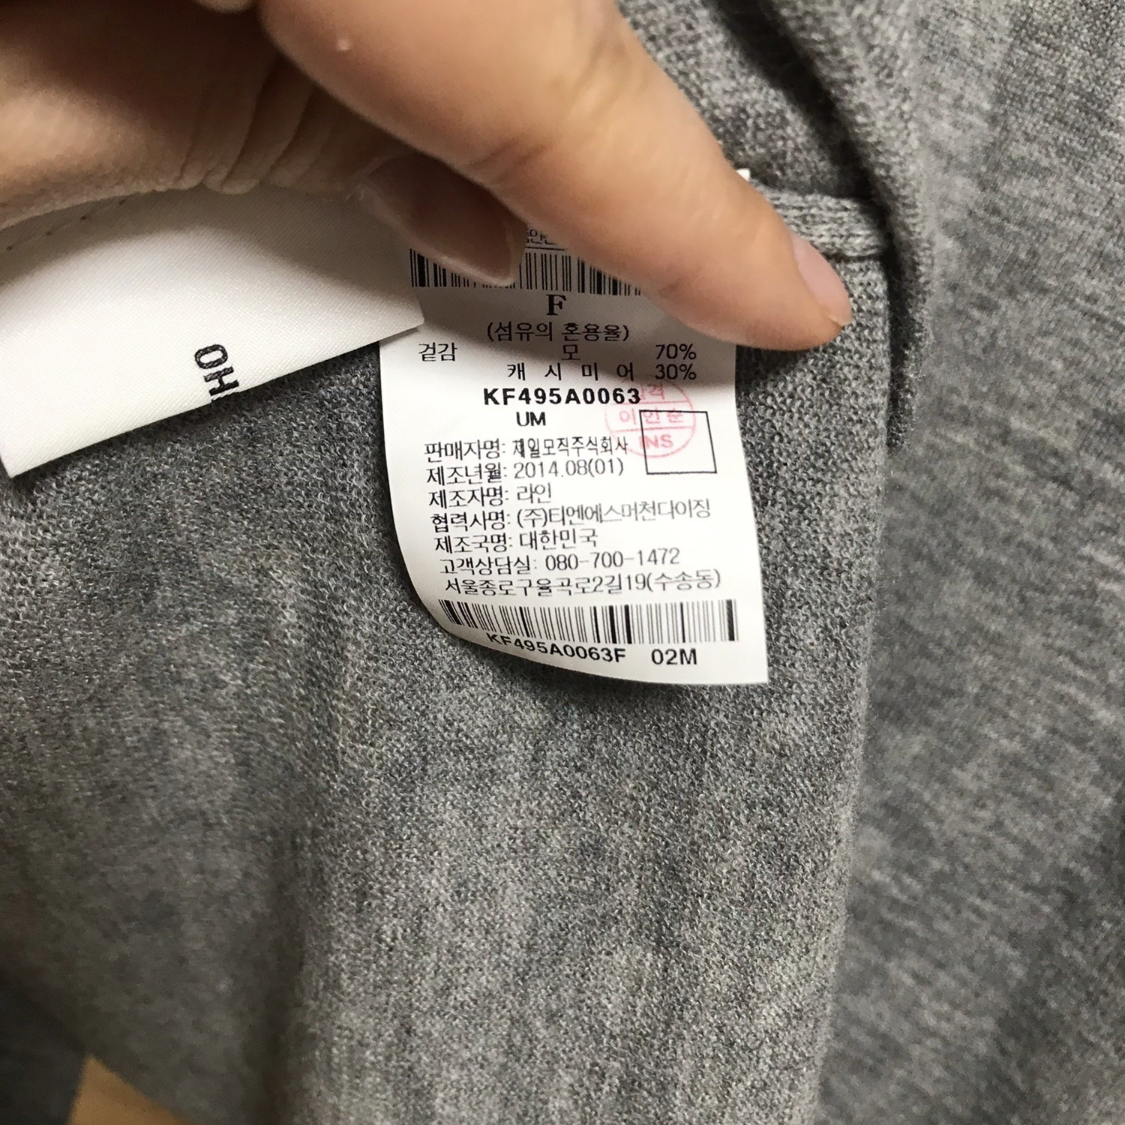 F
(섬유의 혼용율)
겉감 모 70%
캐 시 미 어 30%
KF495A0063
UM
이인순
INS
판매자명: 제일모직주식회사
제조년월: 2014.08(01)
제조자명: 라인
협력사명: (주)티엔에스머천다이징
제조국명: 대한민국
고객상담실: 080-700-1472
서울종로구율곡로2길19(수송동)
KF495A0063F 02M